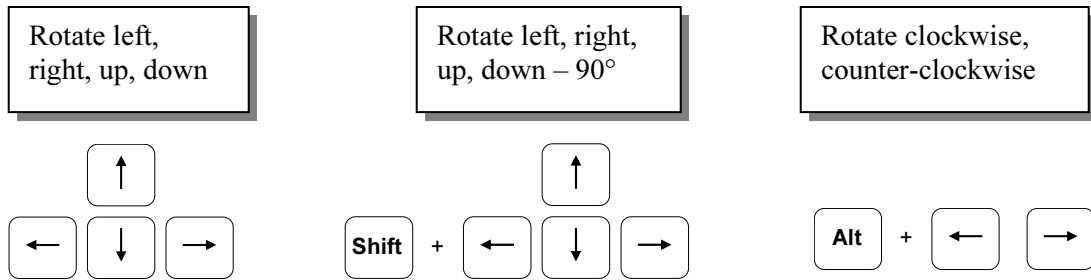 Rotate left,
right, up, down
Rotate left, right,
up, down – 90°
Rotate clockwise,
counter-clockwise
↑
← ↓ →
↑
Shift + ← ↓ →
Alt + ← →